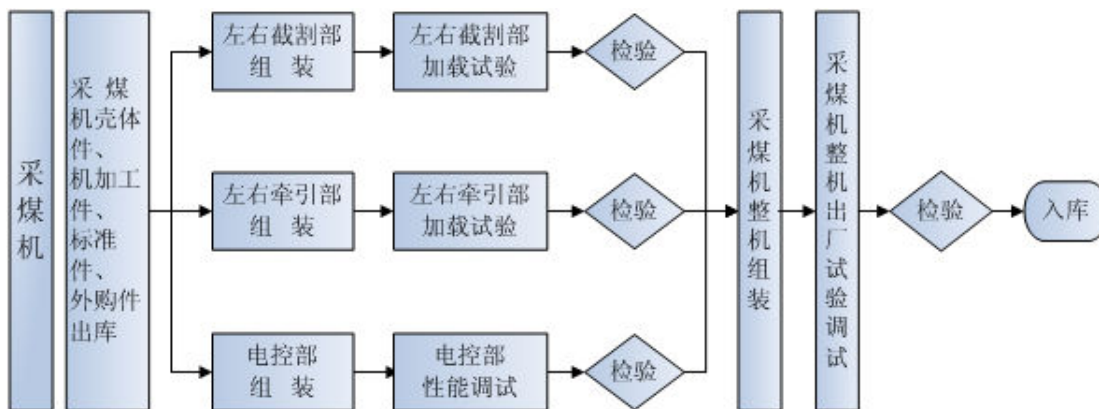 采煤机
采 煤
机壳体
件、
机加工
件、
标准
件、
外购件
出库
左右截割部
组 装
左右截割部
加载试验
检验
左右牵引部
组 装
左右牵引部
加载试验
检验
电控部
组 装
电控部
性能调试
检验
采煤机整机组装
采煤机整机出厂试验调试
检验
入库